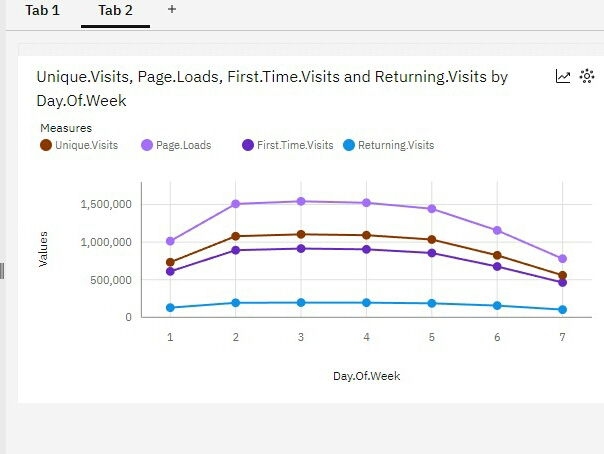 Tab 1 Tab 2 +
Unique.Visits, Page.Loads, First.Time.Visits and Returning.Visits by
Day.Of.Week
Measures
Unique.Visits Page.Loads First.Time.Visits Returning.Visits
Values
1,500,000
1,000,000
500,000
0
1 2 3 4 5 6 7
Day.Of.Week